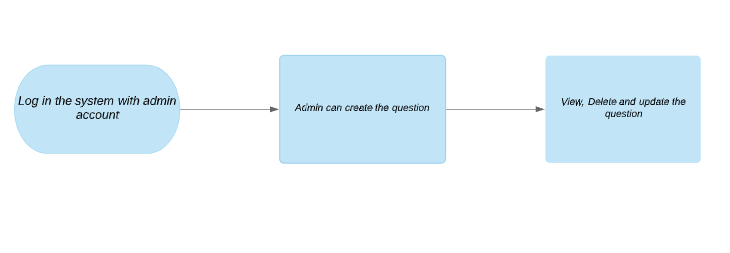 Log in the system with admin
account
Admin can create the question
View, Delete and update the
question